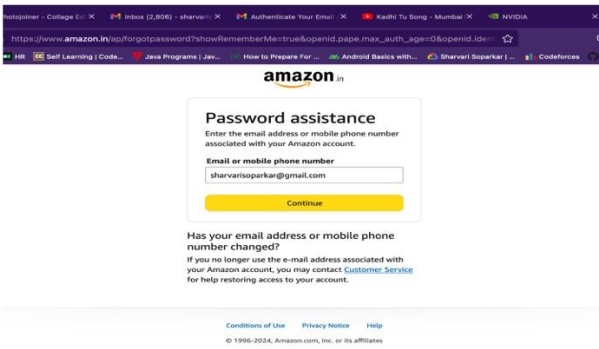 hotojoiner - Collage Edi
Inbox (2,806) - sharvaris
Authenticate Your Email
Kadhi Tu Song - Mumbai
NVIDIA
https://www.amazon.in/ap/forgotpassword?showRememberMe=true&openid.pape.max_auth_age=0&openid.ident
HR
Self Learning | Code...
Java Programs | Jav...
How to Prepare For ...
Android Basics with...
Sharvari Soparkar | ...
Codeforces
amazon.in
Password assistance
Enter the email address or mobile phone number
associated with your Amazon account.
Email or mobile phone number
sharvarisoparkar@gmail.com
Continue
Has your email address or mobile phone
number changed?
If you no longer use the e-mail address associated with
your Amazon account, you may contact Customer Service
for help restoring access to your account.
Conditions of Use
Privacy Notice
Help
© 1996-2024, Amazon.com, Inc. or its affiliates